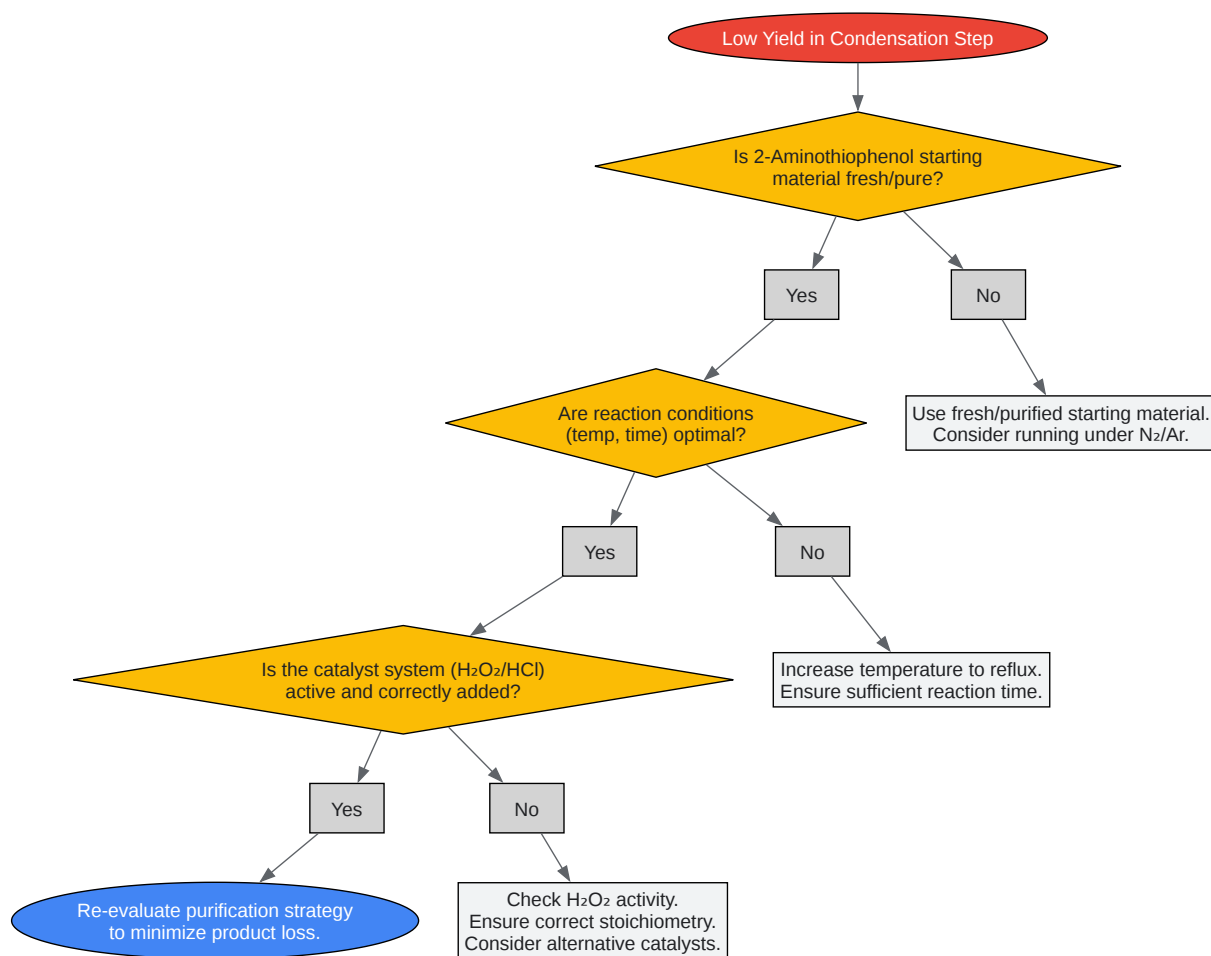 Low Yield in Condensation Step
Is 2-Aminothiophenol starting
material fresh/pure?
Yes
No
Are reaction conditions
(temp, time) optimal?
Use fresh/purified starting material.
Consider running under N₂/Ar.
Yes
No
Is the catalyst system (H₂O₂/HCl)
active and correctly added?
Increase temperature to reflux.
Ensure sufficient reaction time.
Yes
No
Re-evaluate purification strategy
to minimize product loss.
Check H₂O₂ activity.
Ensure correct stoichiometry.
Consider alternative catalysts.